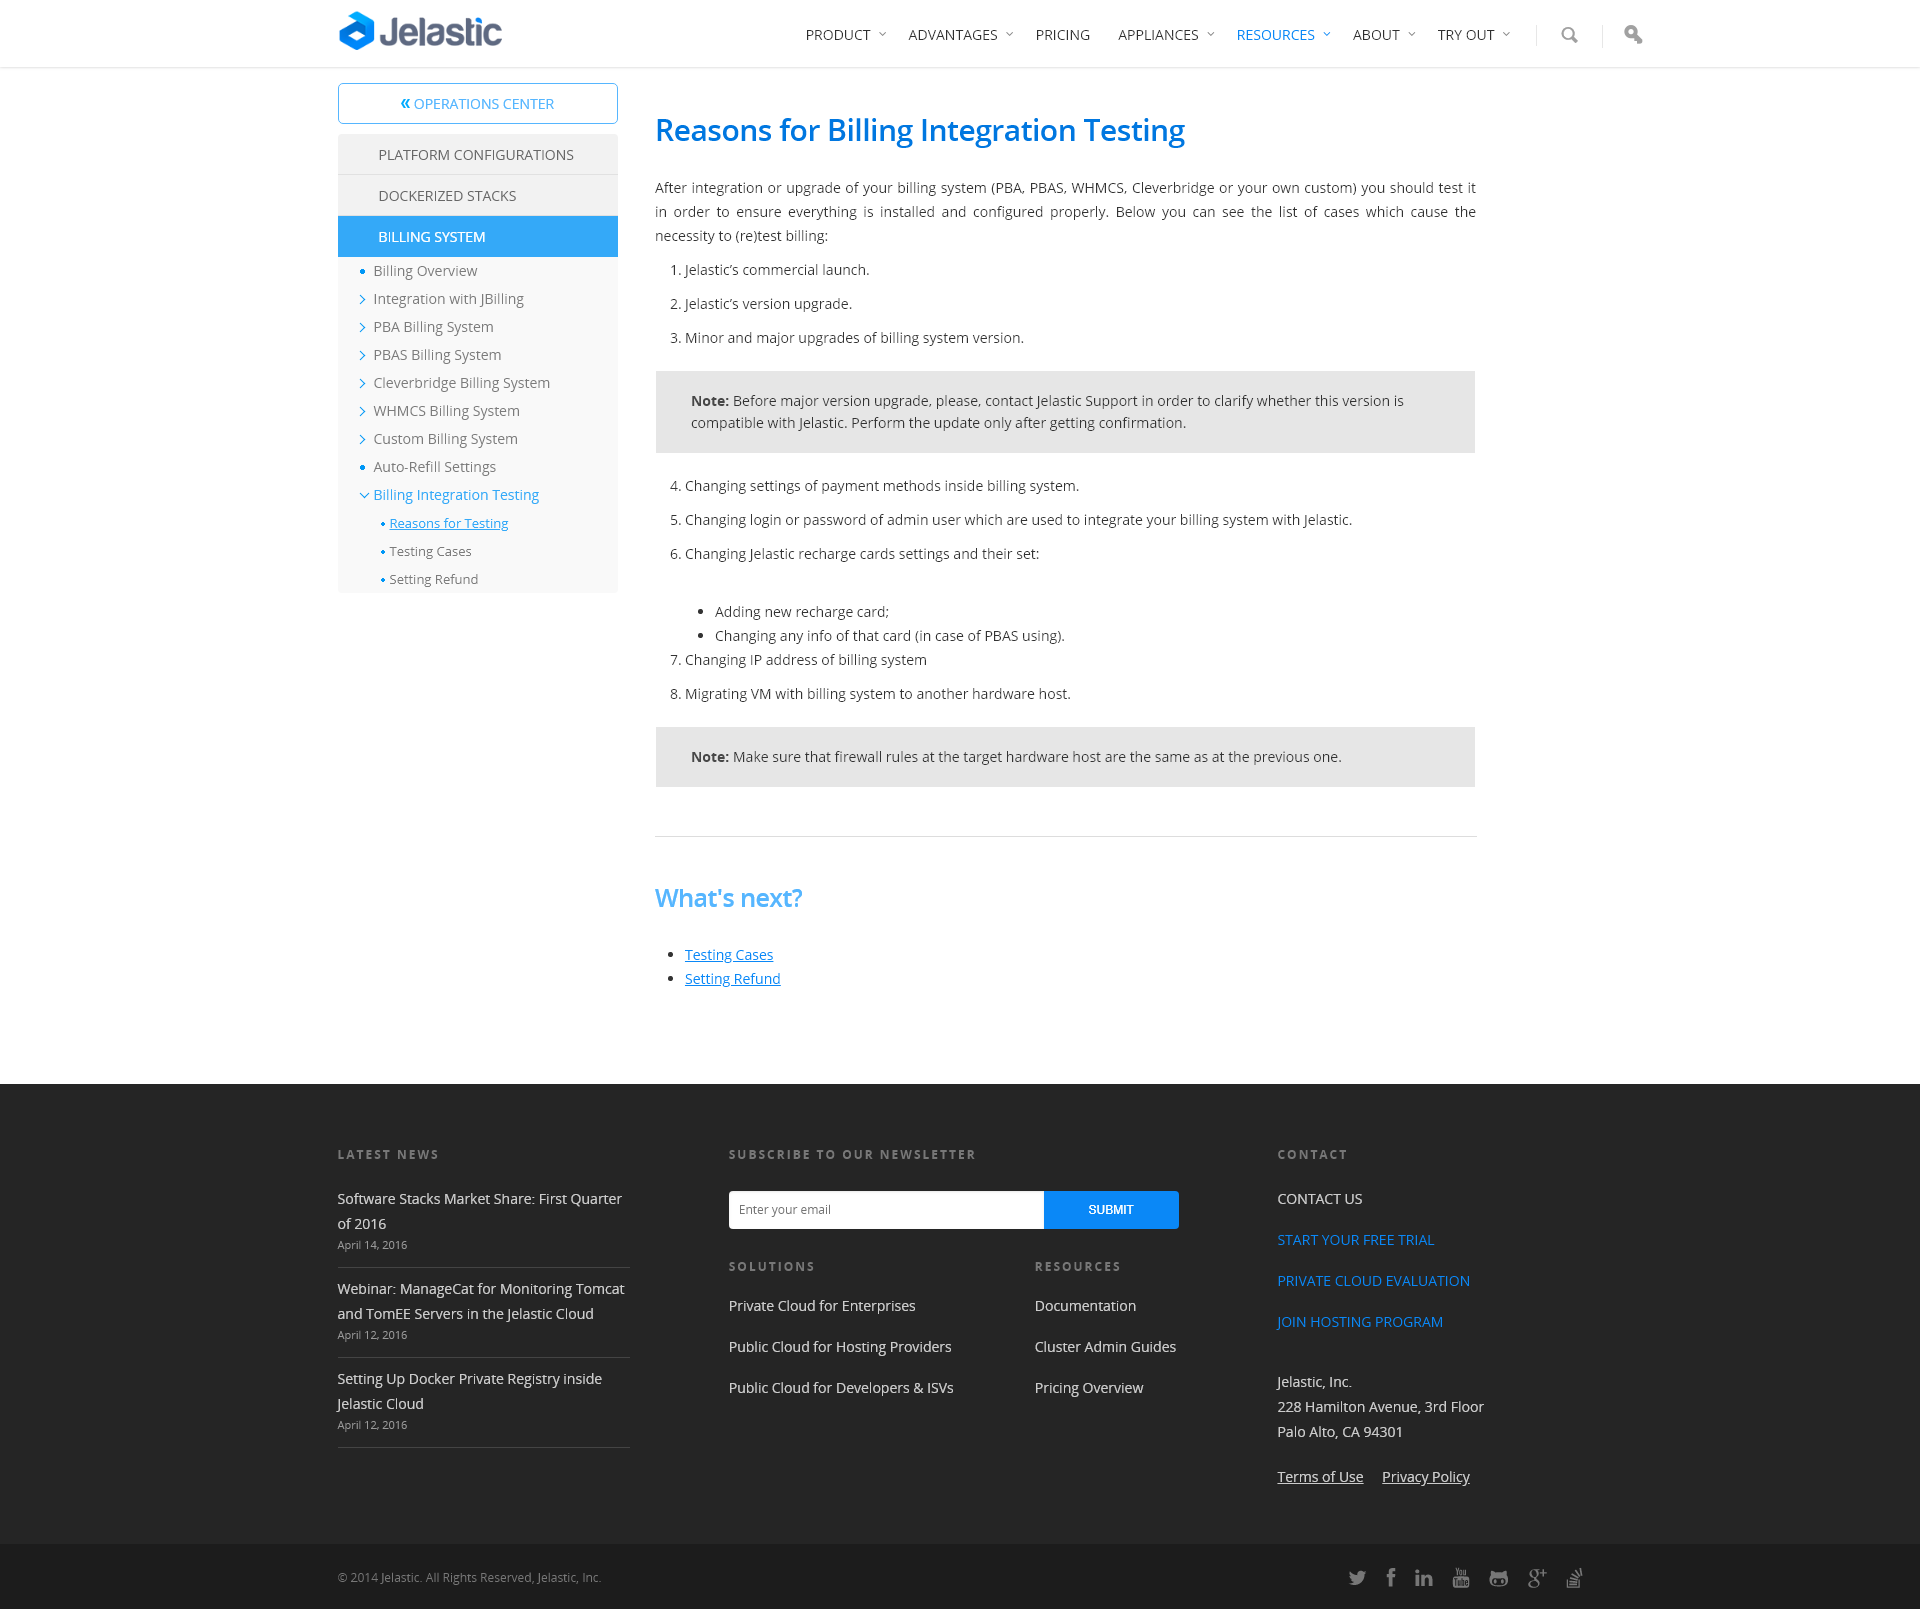 Jelastic
PRODUCT ADVANTAGES PRICING APPLIANCES RESOURCES ABOUT TRY OUT
« OPERATIONS CENTER
PLATFORM CONFIGURATIONS
DOCKERIZED STACKS
BILLING SYSTEM
Billing Overview
Integration with JBilling
PBA Billing System
PBAS Billing System
Cleverbridge Billing System
WHMCS Billing System
Custom Billing System
Auto-Refill Settings
Billing Integration Testing
Reasons for Testing
Testing Cases
Setting Refund
Reasons for Billing Integration Testing
After integration or upgrade of your billing system (PBA, PBAS, WHMCS, Cleverbridge or your own custom) you should test it
in order to ensure everything is installed and configured properly. Below you can see the list of cases which cause the
necessity to (re)test billing:
1. Jelastic’s commercial launch.
2. Jelastic’s version upgrade.
3. Minor and major upgrades of billing system version.
Note: Before major version upgrade, please, contact Jelastic Support in order to clarify whether this version is
compatible with Jelastic. Perform the update only after getting confirmation.
4. Changing settings of payment methods inside billing system.
5. Changing login or password of admin user which are used to integrate your billing system with Jelastic.
6. Changing Jelastic recharge cards settings and their set:
• Adding new recharge card;
• Changing any info of that card (in case of PBAS using).
7. Changing IP address of billing system
8. Migrating VM with billing system to another hardware host.
Note: Make sure that firewall rules at the target hardware host are the same as at the previous one.
What's next?
• Testing Cases
• Setting Refund
LATEST NEWS
Software Stacks Market Share: First Quarter
of 2016
April 14, 2016
Webinar: ManageCat for Monitoring Tomcat
and TomEE Servers in the Jelastic Cloud
April 12, 2016
Setting Up Docker Private Registry inside
Jelastic Cloud
April 12, 2016
SUBSCRIBE TO OUR NEWSLETTER
Enter your email SUBMIT
SOLUTIONS
Private Cloud for Enterprises
Public Cloud for Hosting Providers
Public Cloud for Developers & ISVs
RESOURCES
Documentation
Cluster Admin Guides
Pricing Overview
CONTACT
CONTACT US
START YOUR FREE TRIAL
PRIVATE CLOUD EVALUATION
JOIN HOSTING PROGRAM
Jelastic, Inc.
228 Hamilton Avenue, 3rd Floor
Palo Alto, CA 94301
Terms of Use Privacy Policy
© 2014 Jelastic. All Rights Reserved, Jelastic, Inc.